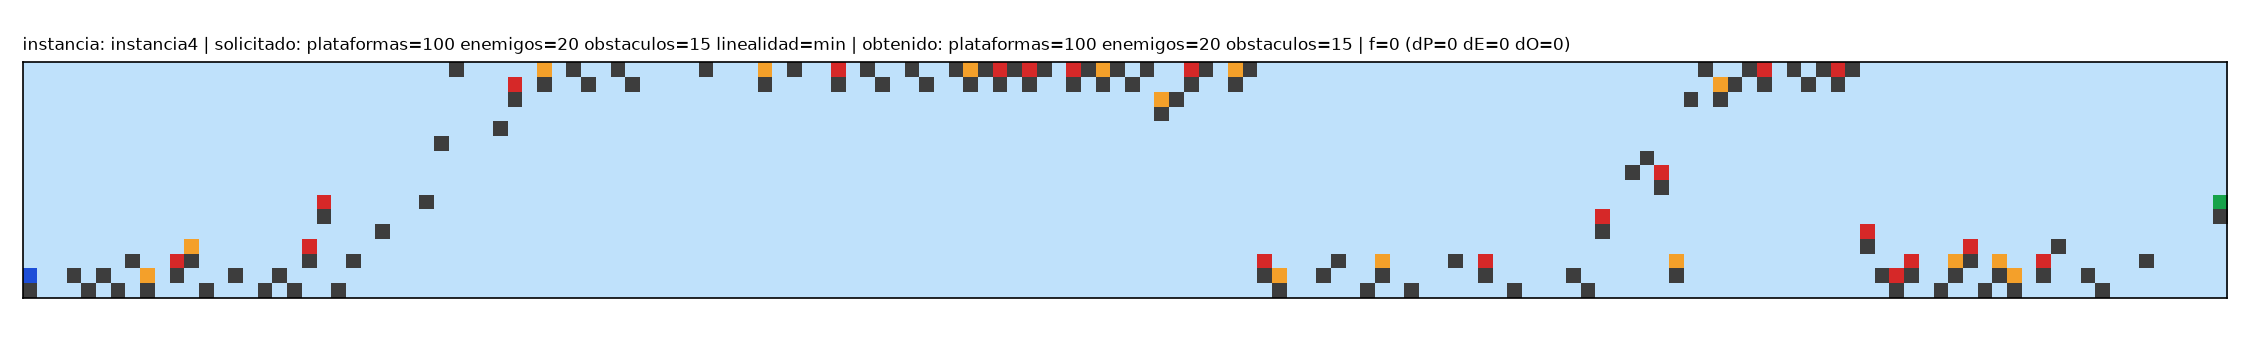 instancia: instancia4 | solicitado: plataformas=100 enemigos=20 obstaculos=15 linealidad=min | obtenido: plataformas=100 enemigos=20 obstaculos=15 | f=0 (dP=0 dE=0 dO=0)